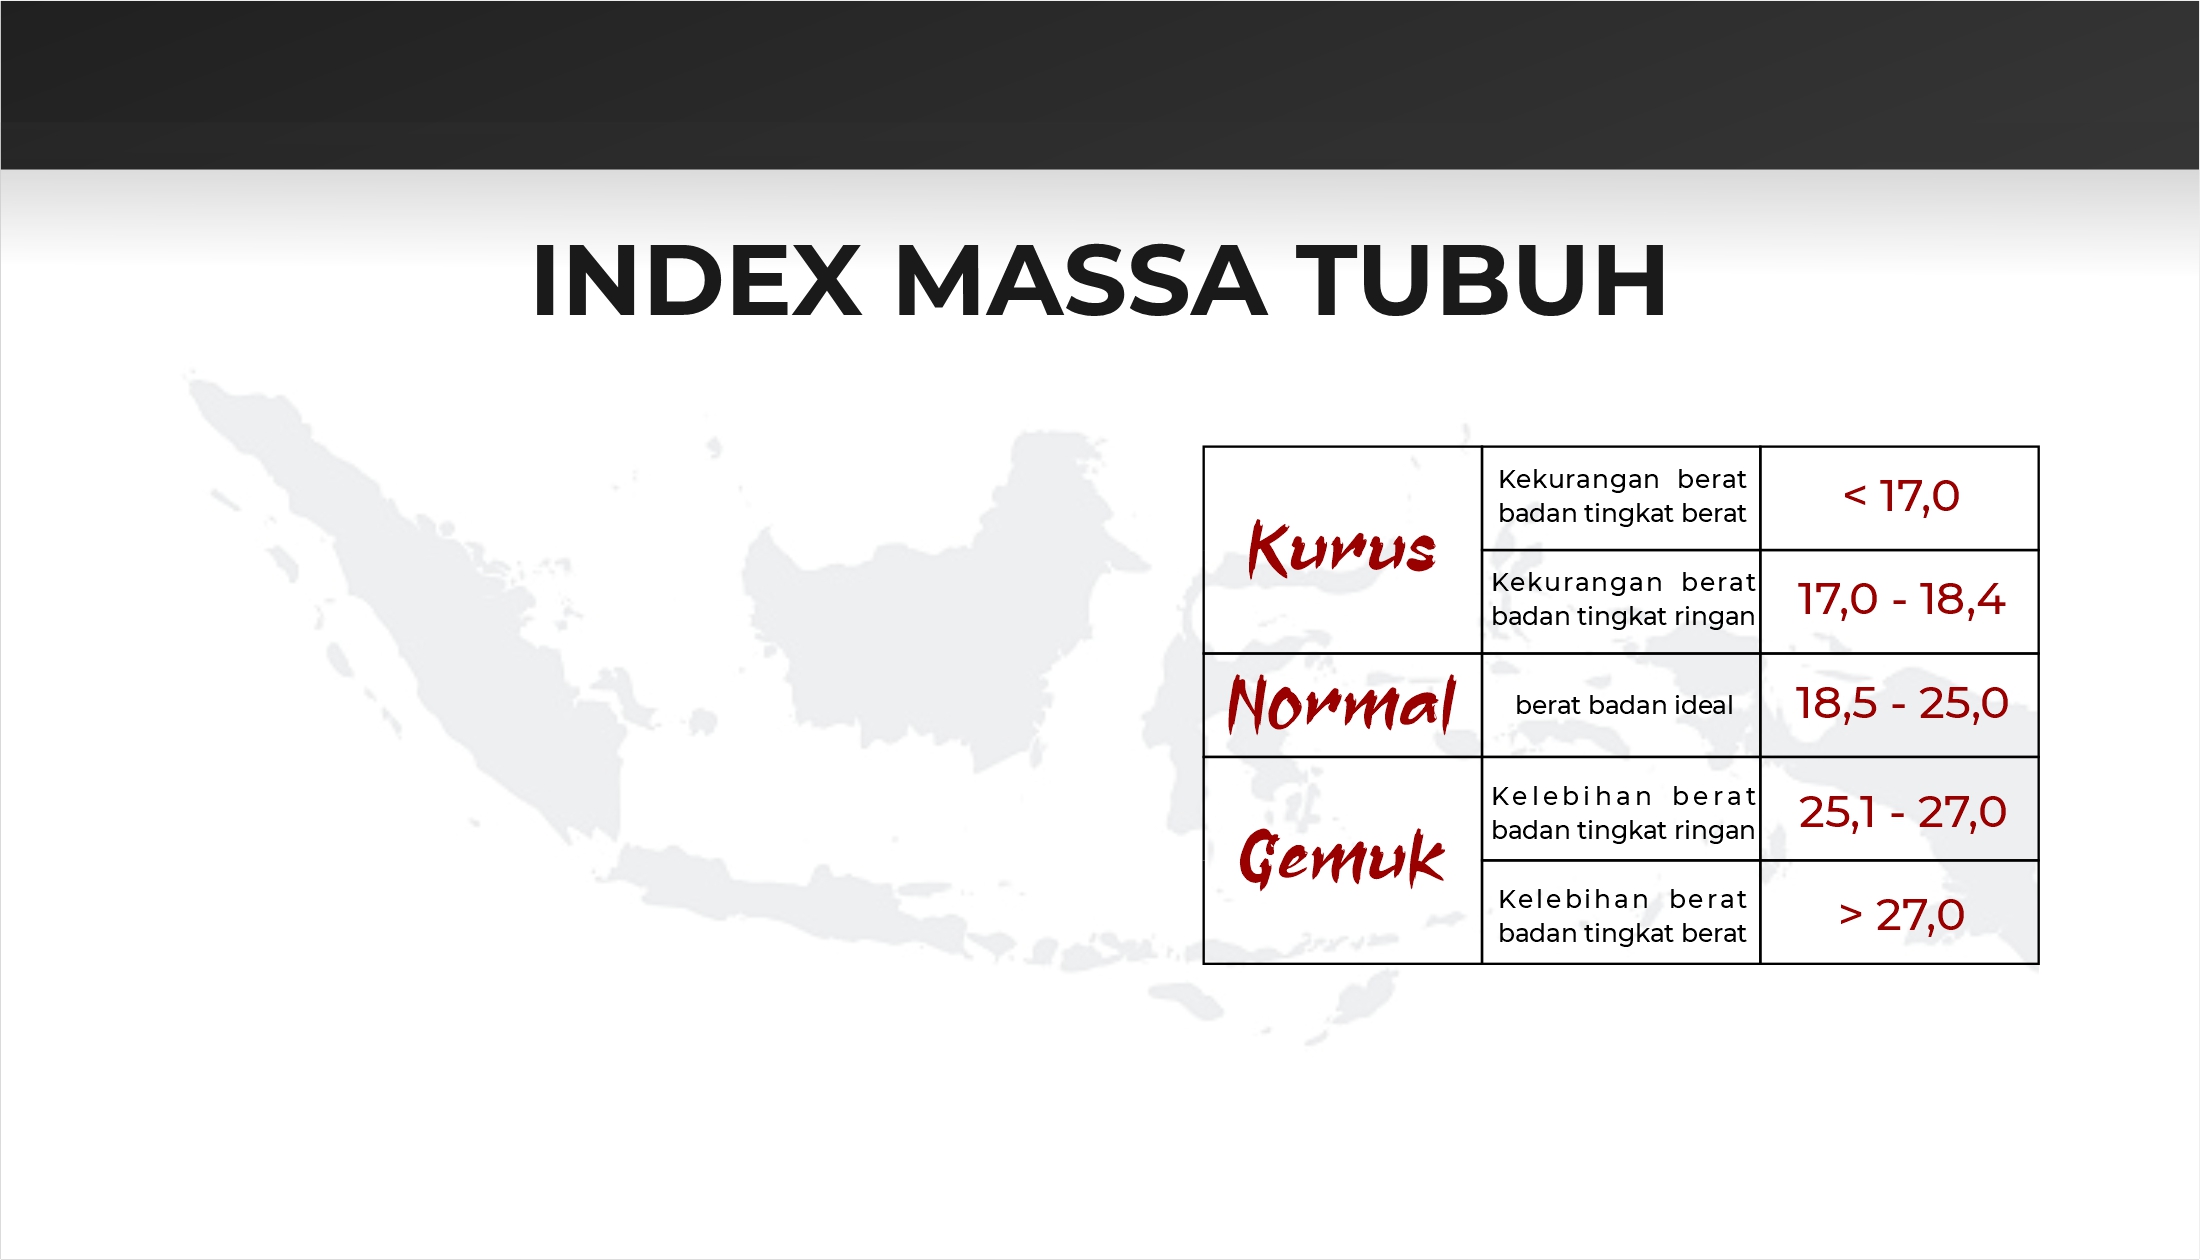 INDEX MASSA TUBUH
Kurus
Kekurangan berat
badan tingkat berat
< 17,0
Kekurangan berat
badan tingkat ringan
17,0 - 18,4
Normal
berat badan ideal
18,5 - 25,0
Gemuk
Kelebihan berat
badan tingkat ringan
25,1 - 27,0
Kelebihan berat
badan tingkat berat
> 27,0